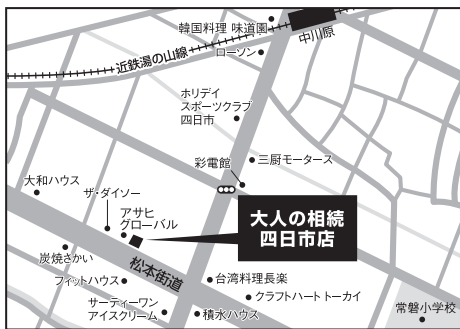 韓国料理 味道園
中川原
近鉄湯の山線
ローソン
ホリデイ
スポーツクラブ
四日市
彩電館
三厨モータース
大和ハウス
ザ・ダイソー
アサヒ
グローバル
大人の相続
四日市店
炭焼さかい
松本街道
フィットハウス
台湾料理長楽
クラフトハート トーカイ
サーティーワン
アイスクリーム
積水ハウス
常磐小学校